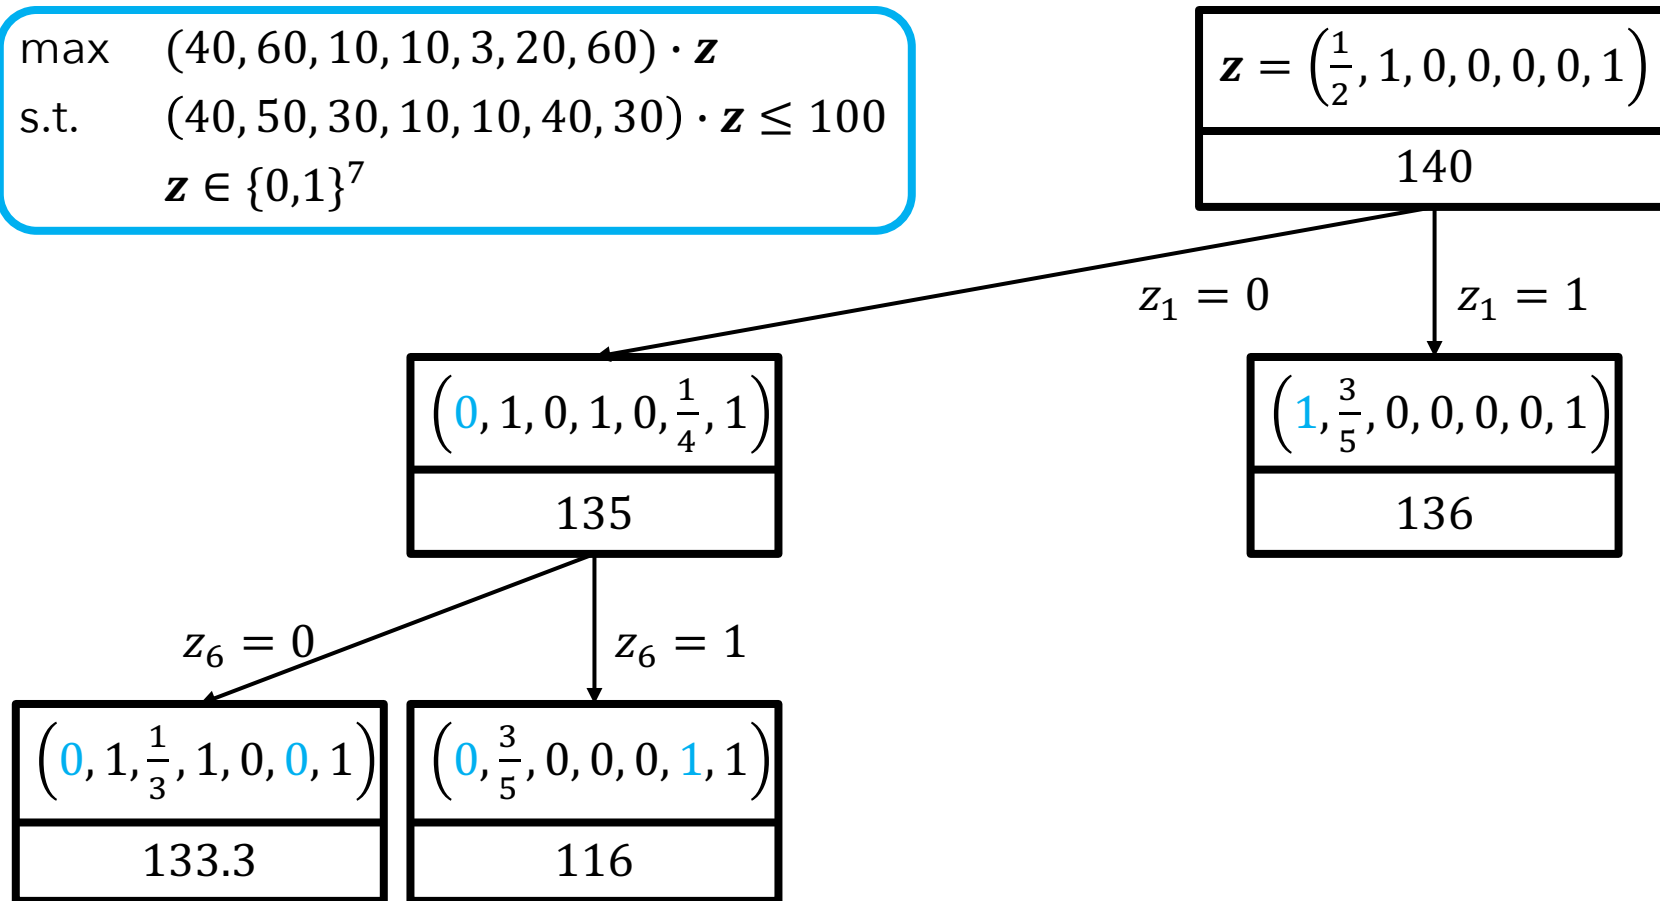 max (40, 60, 10, 10, 3, 20, 60) · z
s.t. (40, 50, 30, 10, 10, 40, 30) · z ≤ 100
z ∈ {0,1}⁷
z = (1/2, 1, 0, 0, 0, 0, 1)
140
z₁ = 0
z₁ = 1
(0, 1, 0, 1, 0, 1/4, 1)
135
(1, 3/5, 0, 0, 0, 0, 1)
136
z₆ = 0
z₆ = 1
(0, 1, 1/3, 1, 0, 0, 1)
133.3
(0, 3/5, 0, 0, 0, 1, 1)
116